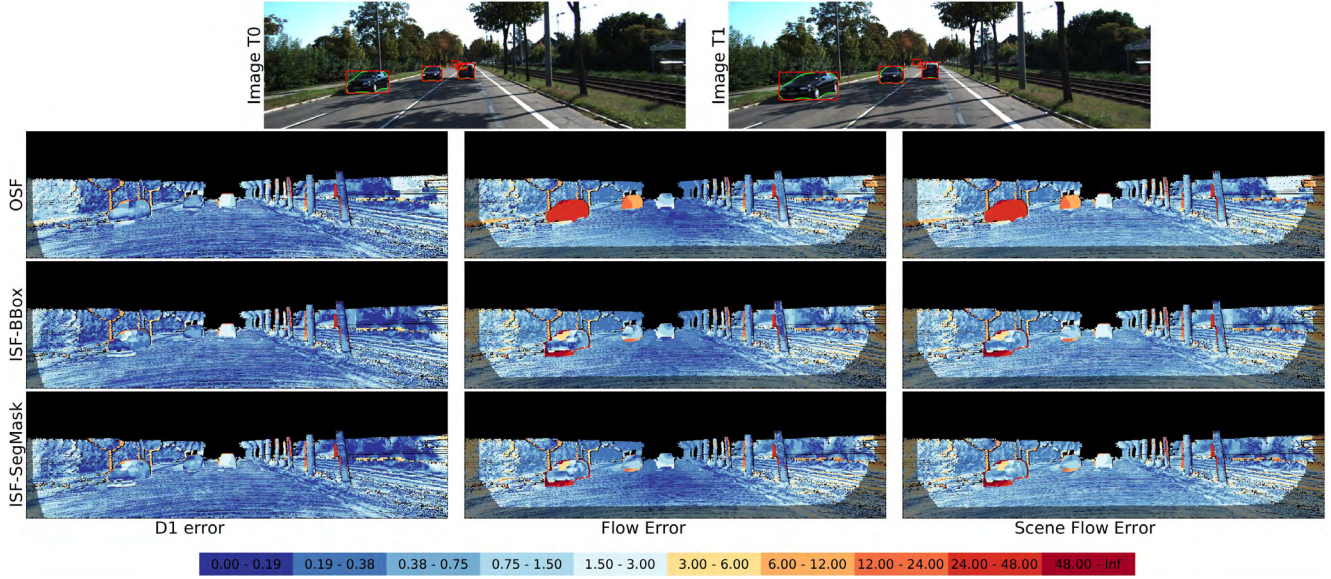 Image T0
Image T1
OSF
ISF-BBox
ISF-SegMask
D1 error
Flow Error
Scene Flow Error
0.00 - 0.19 0.19 - 0.38 0.38 - 0.75 0.75 - 1.50 1.50 - 3.00 3.00 - 6.00 6.00 - 12.00 12.00 - 24.00 24.00 - 48.00 48.00 - Inf